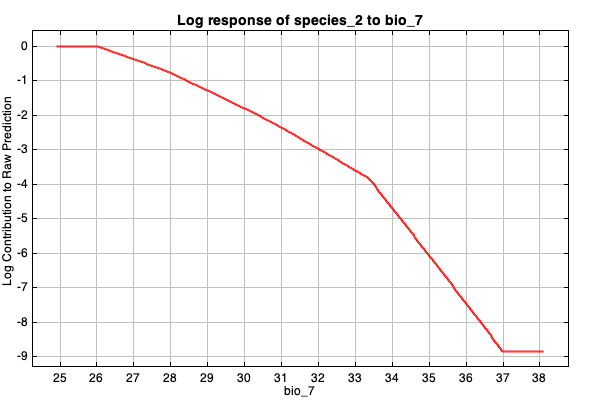 Log response of species_2 to bio_7
Log Contribution to Raw Prediction
0
-1
-2
-3
-4
-5
-6
-7
-8
-9
25 26 27 28 29 30 31 32 33 34 35 36 37 38
bio_7